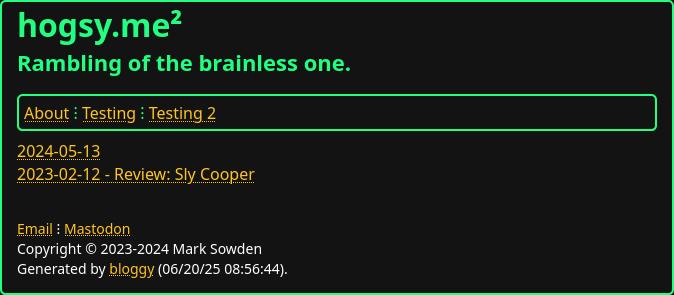 hogsy.me²
Rambling of the brainless one.
About ⁝ Testing ⁝ Testing 2
2024-05-13
2023-02-12 - Review: Sly Cooper
Email ⁝ Mastodon
Copyright © 2023-2024 Mark Sowden
Generated by bloggy (06/20/25 08:56:44).